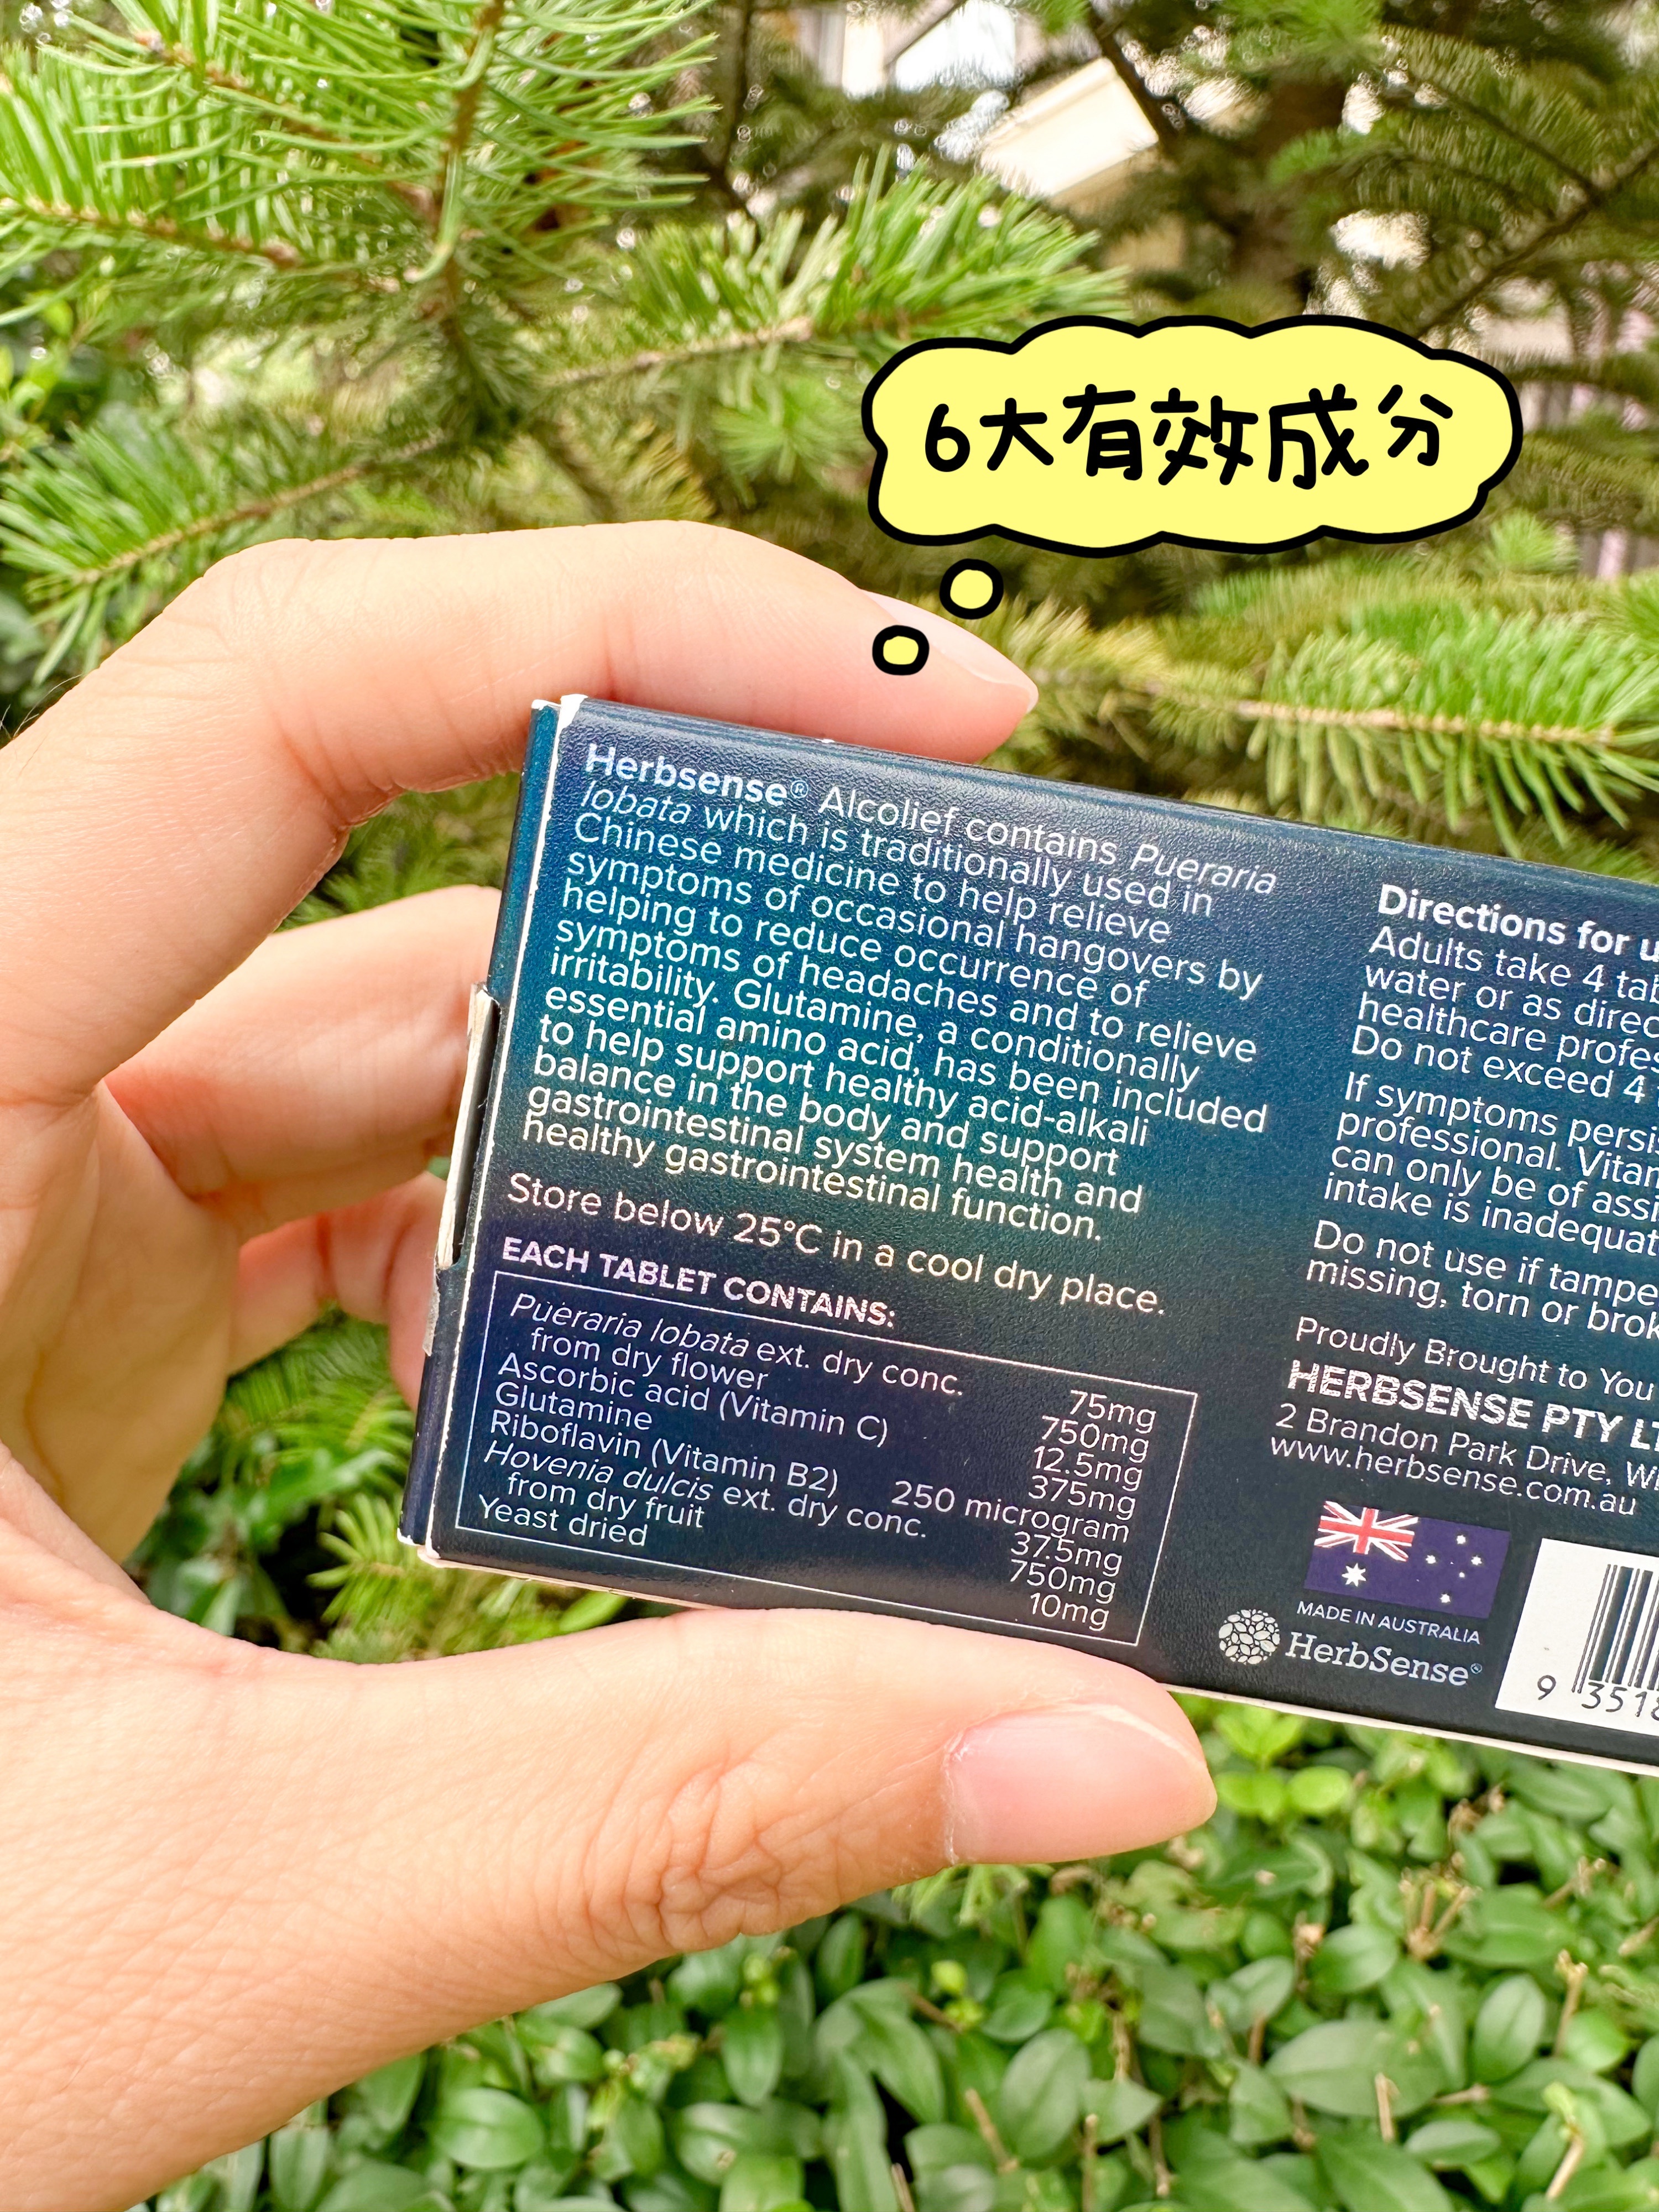 6大有效成分
Herbsense® Alcolief contains Pueraria
lobata which is traditionally used in
Chinese medicine to help relieve
symptoms of occasional hangovers by
helping to reduce occurrence of
symptoms of headaches and to relieve
irritability. Glutamine, a conditionally
essential amino acid, has been included
to help support healthy acid-alkali
balance in the body and support
gastrointestinal system health and
healthy gastrointestinal function.
Store below 25°C in a cool dry place.
EACH TABLET CONTAINS:
Pueraria lobata ext. dry conc. 75mg
from dry flower 750mg
Ascorbic acid (Vitamin C) 12.5mg
Glutamine 375mg
Riboflavin (Vitamin B2) 250 microgram
Hovenia dulcis ext. dry conc. 37.5mg
from dry fruit 750mg
Yeast dried 10mg
Directions for
Adults take 4
water or as
healthcare
Do not exceed 4
If symptoms
professional.
can only be of
intake is
Do not use if
missing, torn or
Proudly Brought to You
HERBSENSE PTY
2 Brandon Park Drive,
www.herbsense.com.au
MADE IN AUSTRALIA
HerbSense®
9 3518